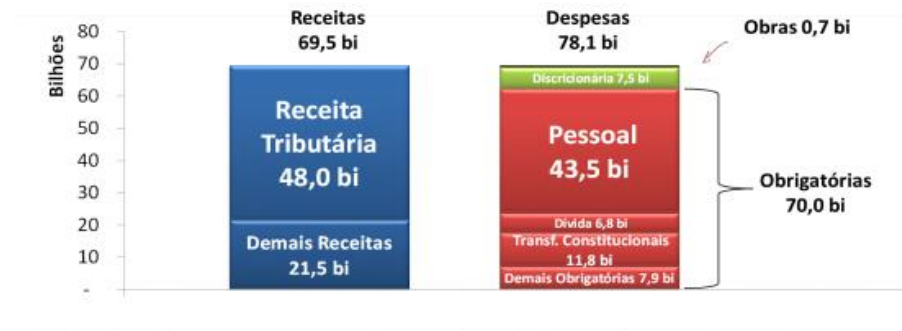 Receitas
69,5 bi
Despesas
78,1 bi
Obras 0,7 bi
Bilhões
80
70
60
50
40
30
20
10
-
Receita
Tributária
48,0 bi
Demais Receitas
21,5 bi
Discricionária 7,5 bi
Pessoal
43,5 bi
Dívida 6,8 bi
Transf. Constitucionais
11,8 bi
Demais Obrigatórias 7,9 bi
Obrigatórias
70,0 bi